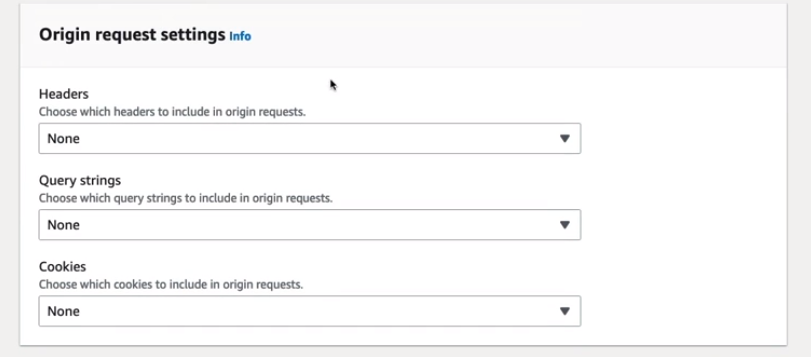 Origin request settings Info
Headers
Choose which headers to include in origin requests.
None
Query strings
Choose which query strings to include in origin requests.
None
Cookies
Choose which cookies to include in origin requests.
None